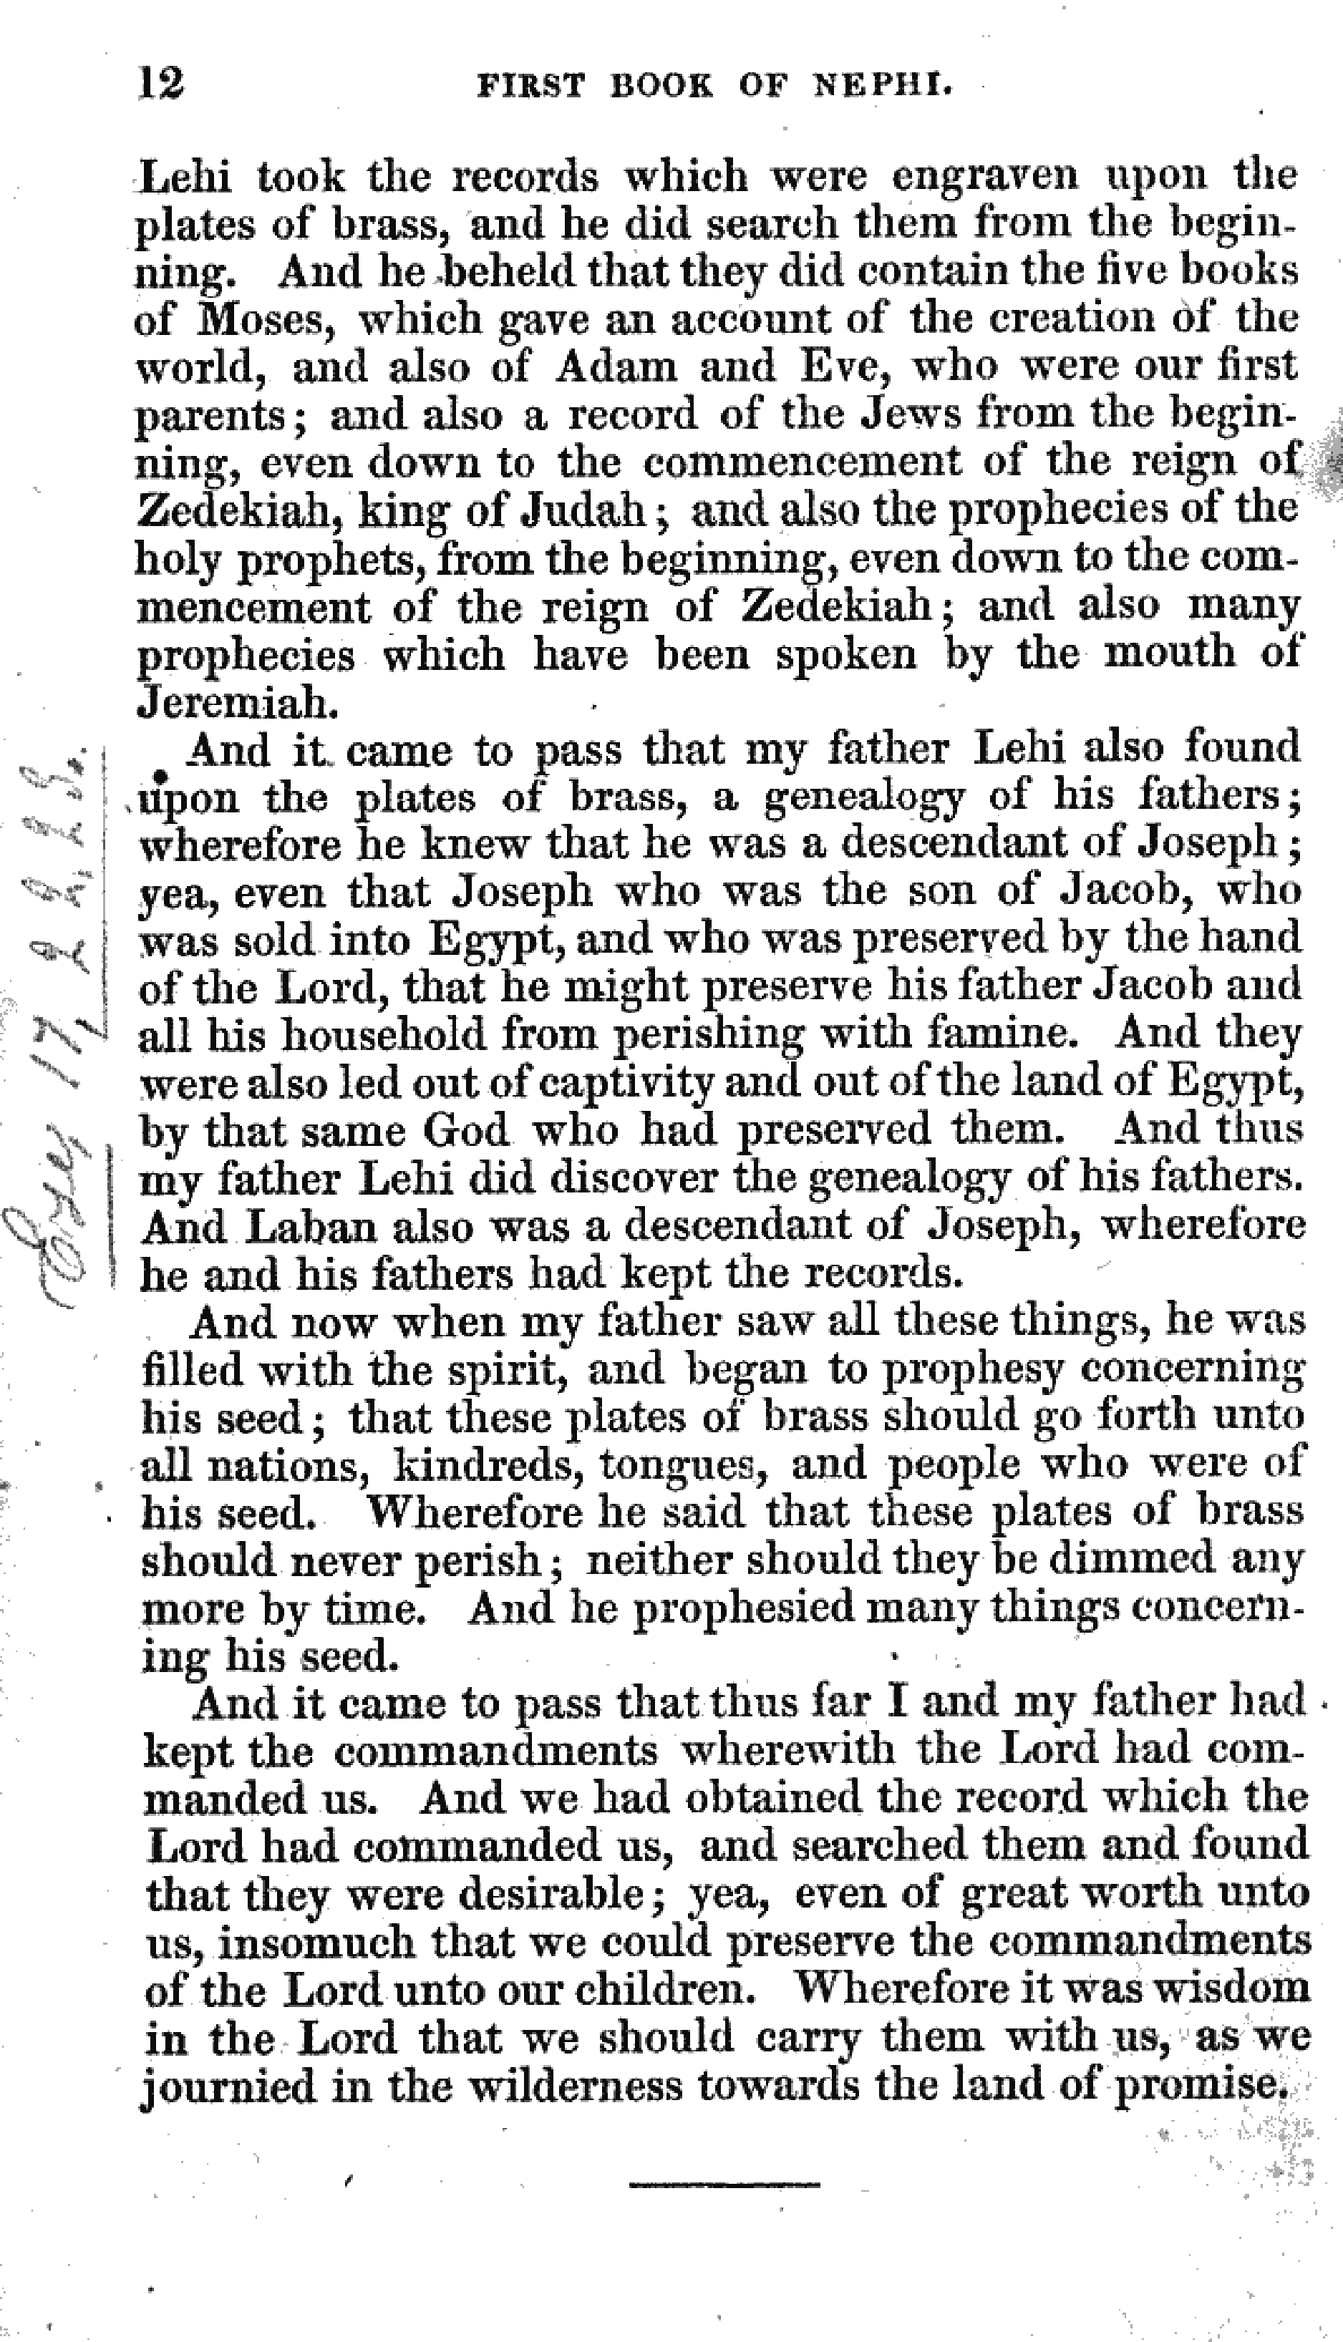 12 FIRST BOOK OF NEPHI.
Lehi took the records which were engraven upon the
plates of brass, and he did search them from the begin-
ning. And he beheld that they did contain the five books
of Moses, which gave an account of the creation of the
world, and also of Adam and Eve, who were our first
parents; and also a record of the Jews from the begin-
ning, even down to the commencement of the reign of
Zedekiah, king of Judah; and also the prophecies of the
holy prophets, from the beginning, even down to the com-
mencement of the reign of Zedekiah; and also many
prophecies which have been spoken by the mouth of
Jeremiah.
And it came to pass that my father Lehi also found
upon the plates of brass, a genealogy of his fathers;
wherefore he knew that he was a descendant of Joseph;
yea, even that Joseph who was the son of Jacob, who
was sold into Egypt, and who was preserved by the hand
of the Lord, that he might preserve his father Jacob and
all his household from perishing with famine. And they
were also led out of captivity and out of the land of Egypt,
by that same God who had preserved them. And thus
my father Lehi did discover the genealogy of his fathers.
And Laban also was a descendant of Joseph, wherefore
he and his fathers had kept the records.
And now when my father saw all these things, he was
filled with the spirit, and began to prophesy concerning
his seed; that these plates of brass should go forth unto
all nations, kindreds, tongues, and people who were of
his seed. Wherefore he said that these plates of brass
should never perish; neither should they be dimmed any
more by time. And he prophesied many things concern-
ing his seed.
And it came to pass that thus far I and my father had
kept the commandments wherewith the Lord had com-
manded us. And we had obtained the record which the
Lord had commanded us, and searched them and found
that they were desirable; yea, even of great worth unto
us, insomuch that we could preserve the commandments
of the Lord unto our children. Wherefore it was wisdom
in the Lord that we should carry them with us, as we
journied in the wilderness towards the land of promise.